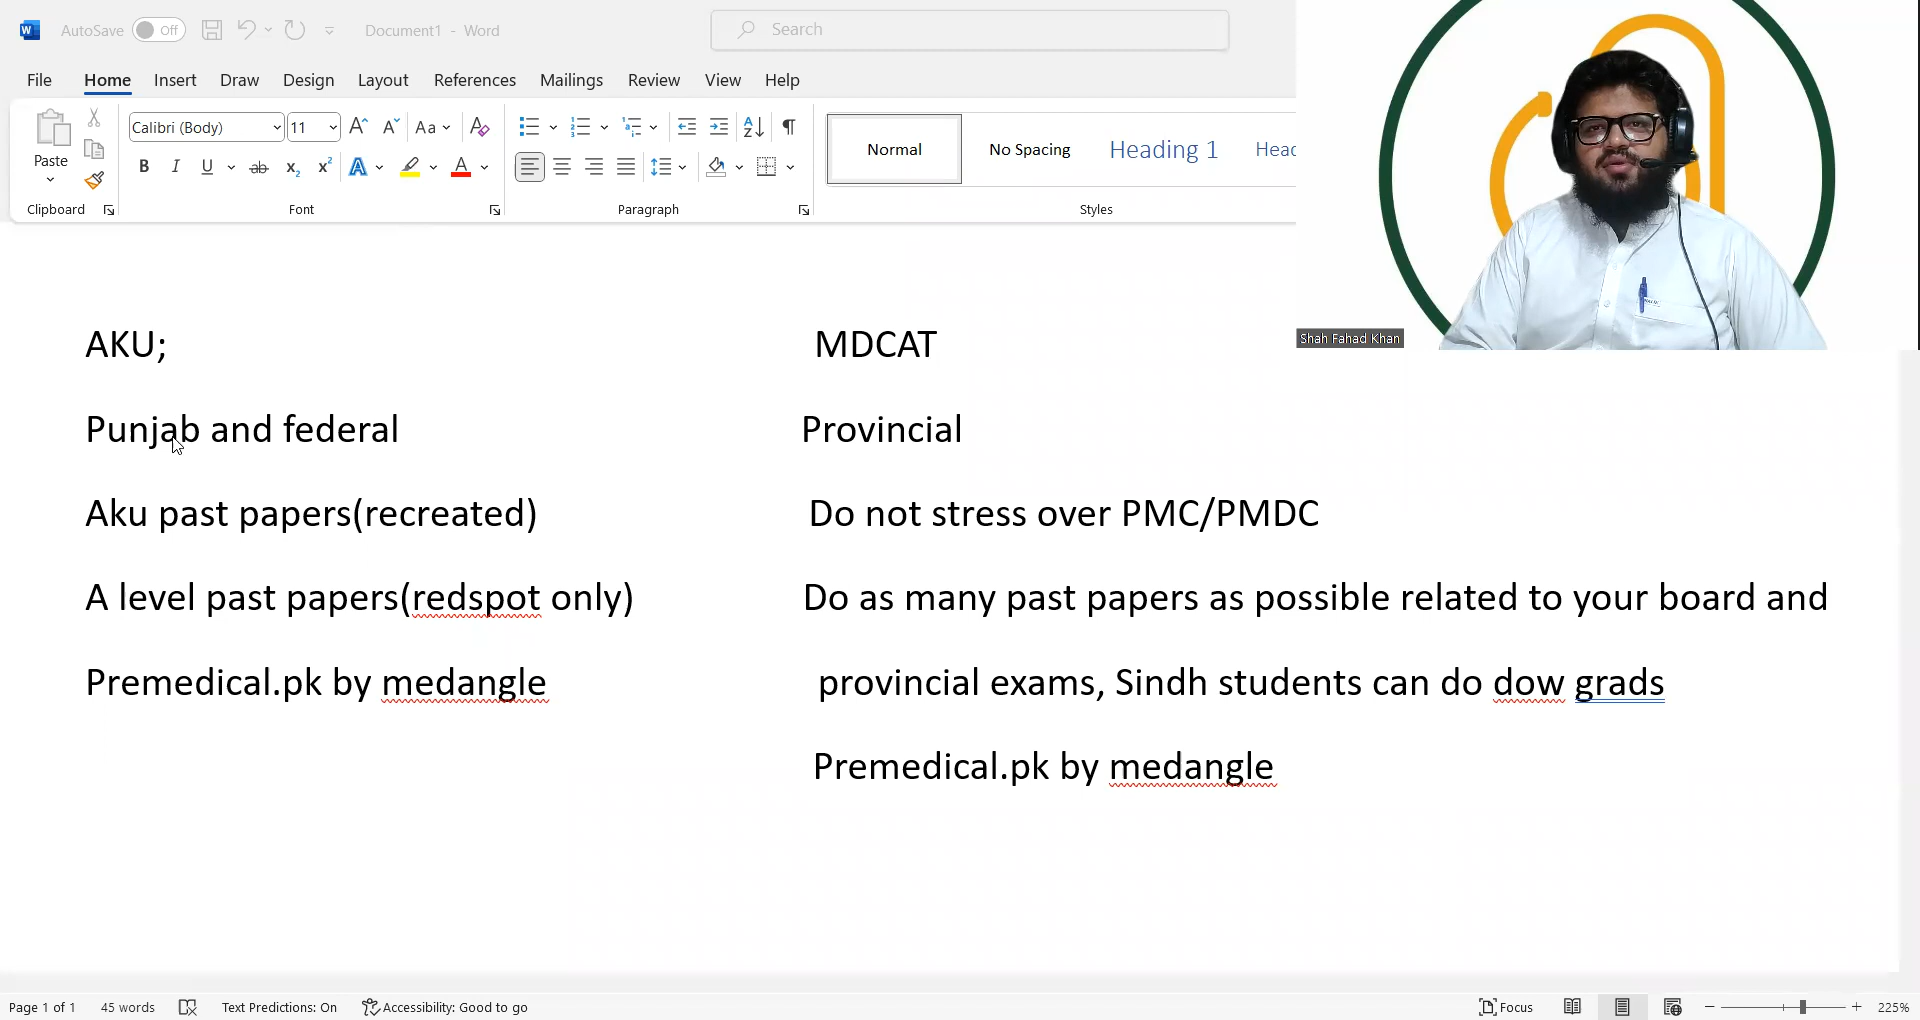 AutoSave Off Document1 - Word Search
File Home Insert Draw Design Layout References Mailings Review View Help
Paste Calibri (Body) 11 Aa Normal No Spacing Heading 1 Head
Clipboard Font Paragraph Styles
Shah Fahad Khan
AKU; MDCAT
Punjab and federal Provincial
Aku past papers(recreated) Do not stress over PMC/PMDC
A level past papers(redspot only) Do as many past papers as possible related to your board and
Premedical.pk by medangle provincial exams, Sindh students can do dow grads
Premedical.pk by medangle
Page 1 of 1 45 words Text Predictions: On Accessibility: Good to go Focus 225%